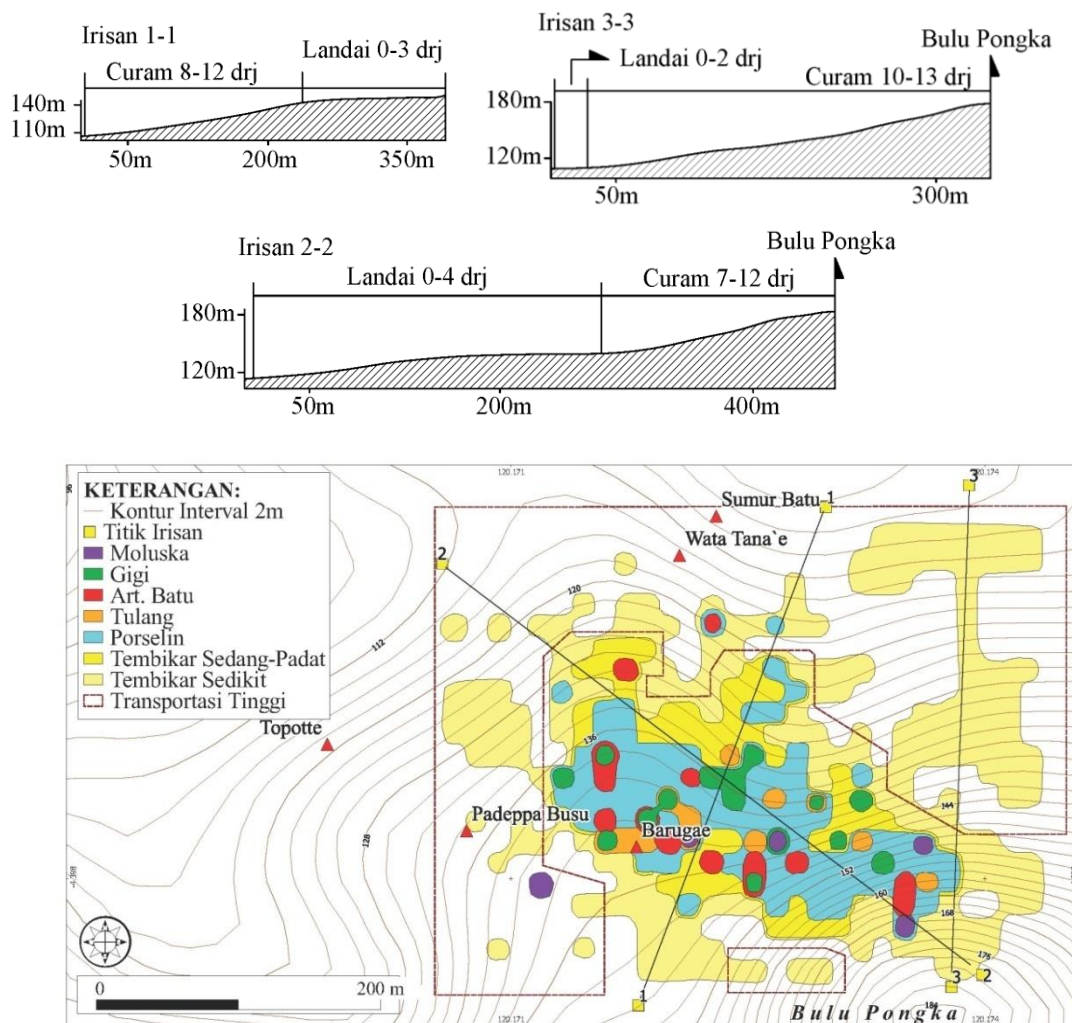 Irisan 1-1
Landai 0-3 drj
Curam 8-12 drj
140m
110m
50m
200m
350m
Irisan 3-3
Bulu Pongka
Landai 0-2 drj
Curam 10-13 drj
180m
120m
50m
300m
Irisan 2-2
Bulu Pongka
Landai 0-4 drj
Curam 7-12 drj
180m
120m
50m
200m
400m
120.171
120.174
KETERANGAN:
Kontur Interval 2m
Titik Irisan
Moluska
Gigi
Art. Batu
Tulang
Porselin
Tembikar Sedang-Padat
Tembikar Sedikit
Transportasi Tinggi
3
Sumur Batu
1
Wata Tana`e
2
120
112
Topotte
136
Padeppa Busu
Barugae
128
144
152
160
168
176
184
-4.398
3
2
1
0
200 m
Bulu Pongka
120.171
120.174